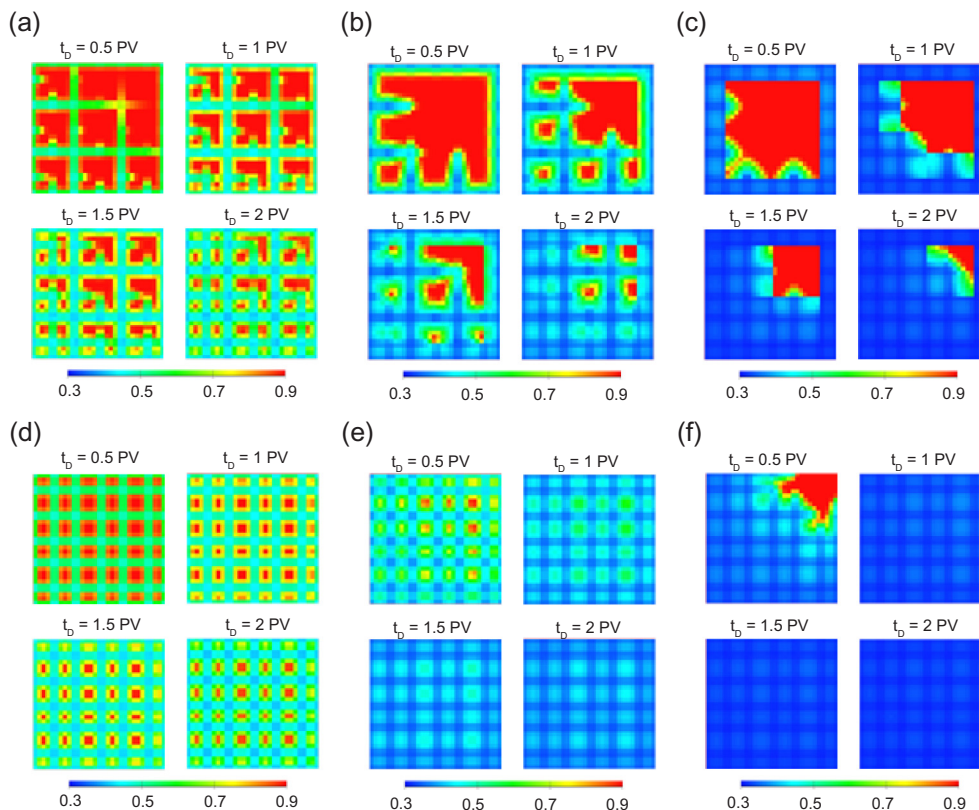 (a) (b) (c)
t_D = 0.5 PV t_D = 1 PV t_D = 0.5 PV t_D = 1 PV t_D = 0.5 PV t_D = 1 PV
t_D = 1.5 PV t_D = 2 PV t_D = 1.5 PV t_D = 2 PV t_D = 1.5 PV t_D = 2 PV
0.3 0.5 0.7 0.9 0.3 0.5 0.7 0.9 0.3 0.5 0.7 0.9
(d) (e) (f)
t_D = 0.5 PV t_D = 1 PV t_D = 0.5 PV t_D = 1 PV t_D = 0.5 PV t_D = 1 PV
t_D = 1.5 PV t_D = 2 PV t_D = 1.5 PV t_D = 2 PV t_D = 1.5 PV t_D = 2 PV
0.3 0.5 0.7 0.9 0.3 0.5 0.7 0.9 0.3 0.5 0.7 0.9